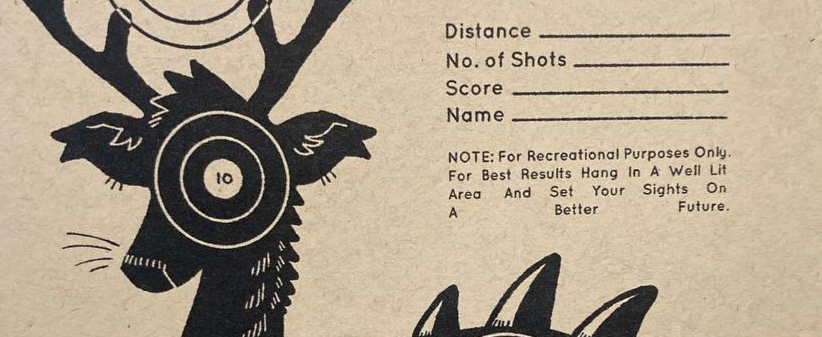 Distance
No. of Shots
Score
Name
NOTE: For Recreational Purposes Only.
For Best Results Hang In A Well Lit
Area And Set Your Sights On
A Better Future.
10